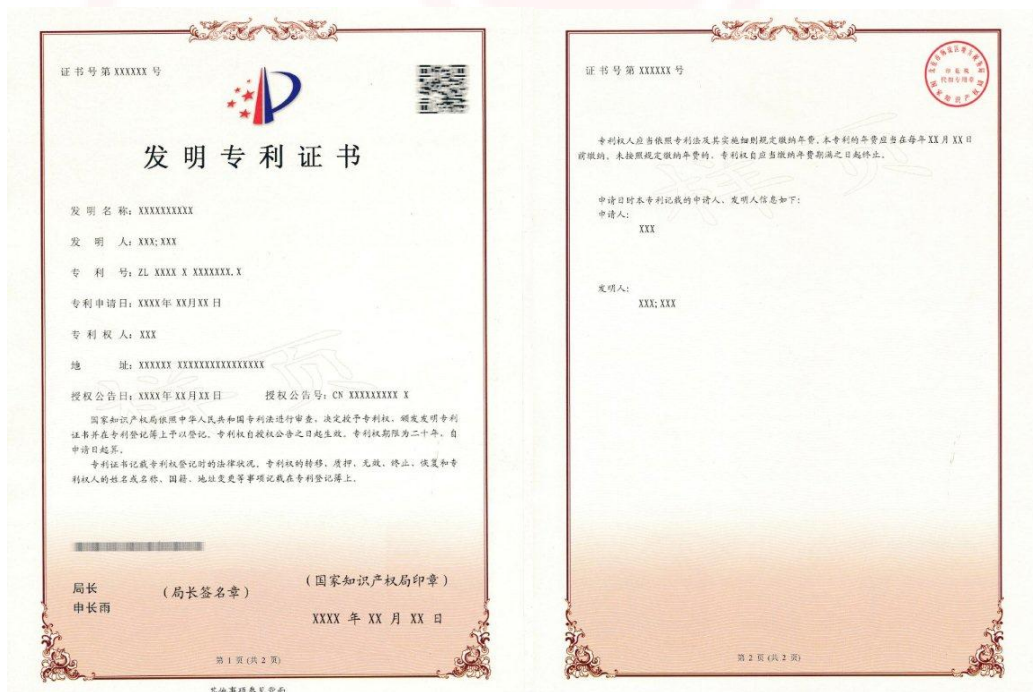 证书号第 XXXXXX 号
发明专利证书
发明名称：XXXXXXXXXX
发明人：XXX; XXX
专利号：ZL XXXX X XXXXXXX. X
专利申请日：XXXX年XX月XX日
专利权人：XXX
地址：XXXXXX XXXXXXXXXXXXXXXX
授权公告日：XXXX年XX月XX日 授权公告号：CN XXXXXXXXX X
国家知识产权局依照中华人民共和国专利法进行审查，决定授予专利权，颁发发明专利
证书并在专利登记簿上予以登记。专利权自授权公告之日起生效。专利权期限为二十年，自
申请日起算。
专利证书记载专利权登记时的法律状况。专利权的转移、质押、无效、终止、恢复和专
利权人的姓名或名称、国籍、地址变更等事项记载在专利登记簿上。
局长
申长雨
（局长签名章）
（国家知识产权局印章）
XXXX 年 XX 月 XX 日
第 1 页 (共 2 页)
其他事项参见背面
样页
证书号第 XXXXXX 号
专利权人应当依照专利法及其实施细则规定缴纳年费。本专利的年费应当在每年XX月XX日
前缴纳。未按照规定缴纳年费的，专利权自应当缴纳年费期满之日起终止。
申请日时本专利记载的申请人、发明人信息如下：
申请人：
XXX
发明人：
XXX; XXX
第 2 页 (共 2 页)
样页